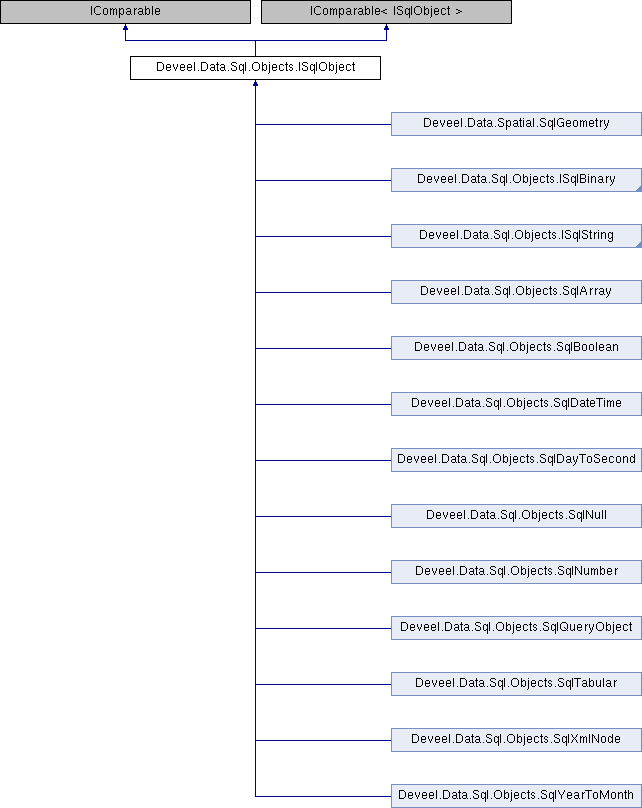 IComparable
IComparable< ISqlObject >
Deveel.Data.Sql.Objects.ISqlObject
Deveel.Data.Spatial.SqlGeometry
Deveel.Data.Sql.Objects.ISqlBinary
Deveel.Data.Sql.Objects.ISqlString
Deveel.Data.Sql.Objects.SqlArray
Deveel.Data.Sql.Objects.SqlBoolean
Deveel.Data.Sql.Objects.SqlDateTime
Deveel.Data.Sql.Objects.SqlDayToSecond
Deveel.Data.Sql.Objects.SqlNull
Deveel.Data.Sql.Objects.SqlNumber
Deveel.Data.Sql.Objects.SqlQueryObject
Deveel.Data.Sql.Objects.SqlTabular
Deveel.Data.Sql.Objects.SqlXmlNode
Deveel.Data.Sql.Objects.SqlYearToMonth